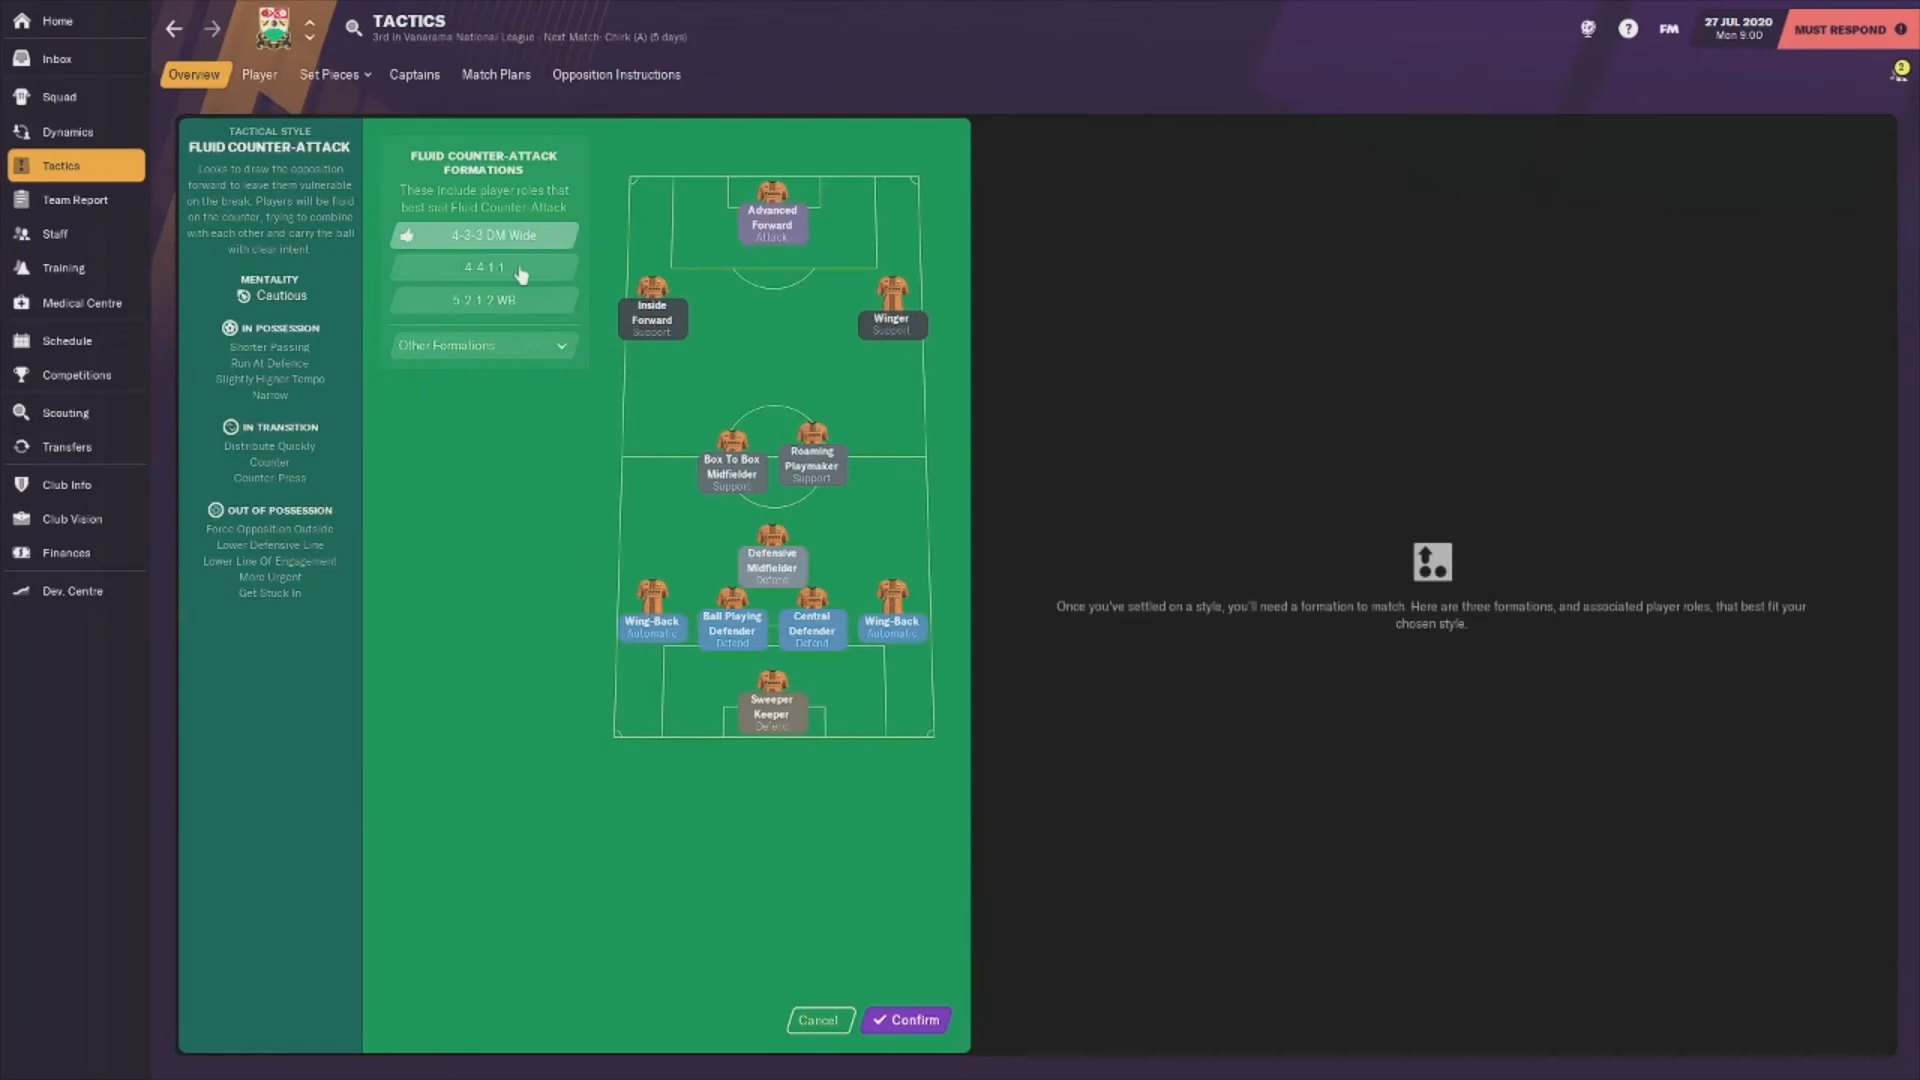 Home
Inbox
Squad
Dynamics
Tactics
Team Report
Staff
Training
Medical Centre
Schedule
Competitions
Scouting
Transfers
Club Info
Club Vision
Finances
Dev. Centre
TACTICS
3rd in Vanarama National League - Next Match: Chirk (A) (5 days)
FM
27 JUL 2020
Mon 9:00
MUST RESPOND
2
Overview
Player
Set Pieces
Captains
Match Plans
Opposition Instructions
TACTICAL STYLE
FLUID COUNTER-ATTACK
Looks to draw the opposition
forward to leave them vulnerable
on the break. Players will be fluid
on the counter, trying to combine
with each other and carry the ball
with clear intent.
MENTALITY
Cautious
IN POSSESSION
Shorter Passing
Run At Defence
Slightly Higher Tempo
Narrow
IN TRANSITION
Distribute Quickly
Counter
Counter-Press
OUT OF POSSESSION
Force Opposition Outside
Lower Defensive Line
Lower Line Of Engagement
More Urgent
Get Stuck In
FLUID COUNTER-ATTACK
FORMATIONS
These include player roles that
best suit Fluid Counter-Attack
4-3-3 DM Wide
4-4-1-1
5-2-1-2 WB
Other Formations
Advanced
Forward
Attack
Inside
Forward
Support
Winger
Support
Box To Box
Midfielder
Support
Roaming
Playmaker
Support
Defensive
Midfielder
Defend
Wing-Back
Automatic
Ball Playing
Defender
Defend
Central
Defender
Defend
Wing-Back
Automatic
Sweeper
Keeper
Defend
Cancel
Confirm
Once you've settled on a style, you'll need a formation to match. Here are three formations, and associated player roles, that best fit your
chosen style.